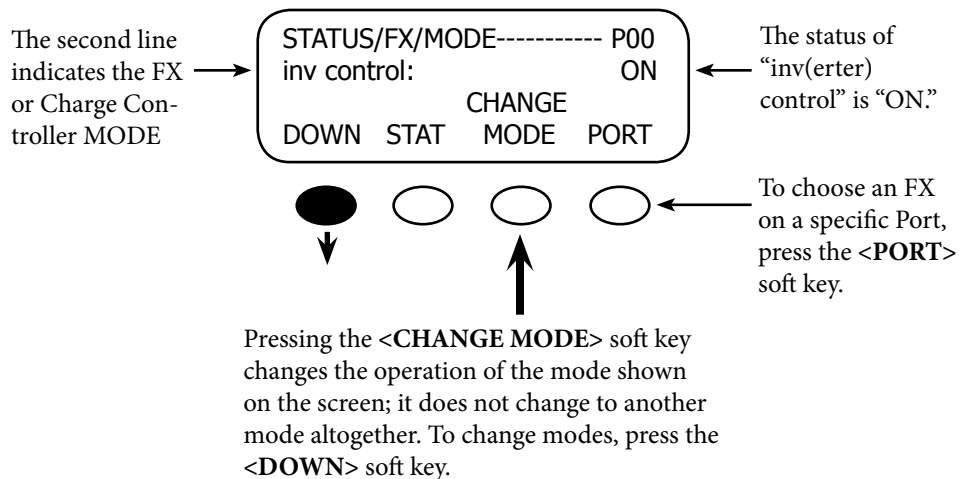 The second line
indicates the FX
or Charge Con-
troller MODE
STATUS/FX/MODE----------- P00
inv control: ON
CHANGE
DOWN STAT MODE PORT
The status of
“inv(erter)
control” is “ON.”
To choose an FX
on a specific Port,
press the <PORT>
soft key.
Pressing the <CHANGE MODE> soft key
changes the operation of the mode shown
on the screen; it does not change to another
mode altogether. To change modes, press the
<DOWN> soft key.